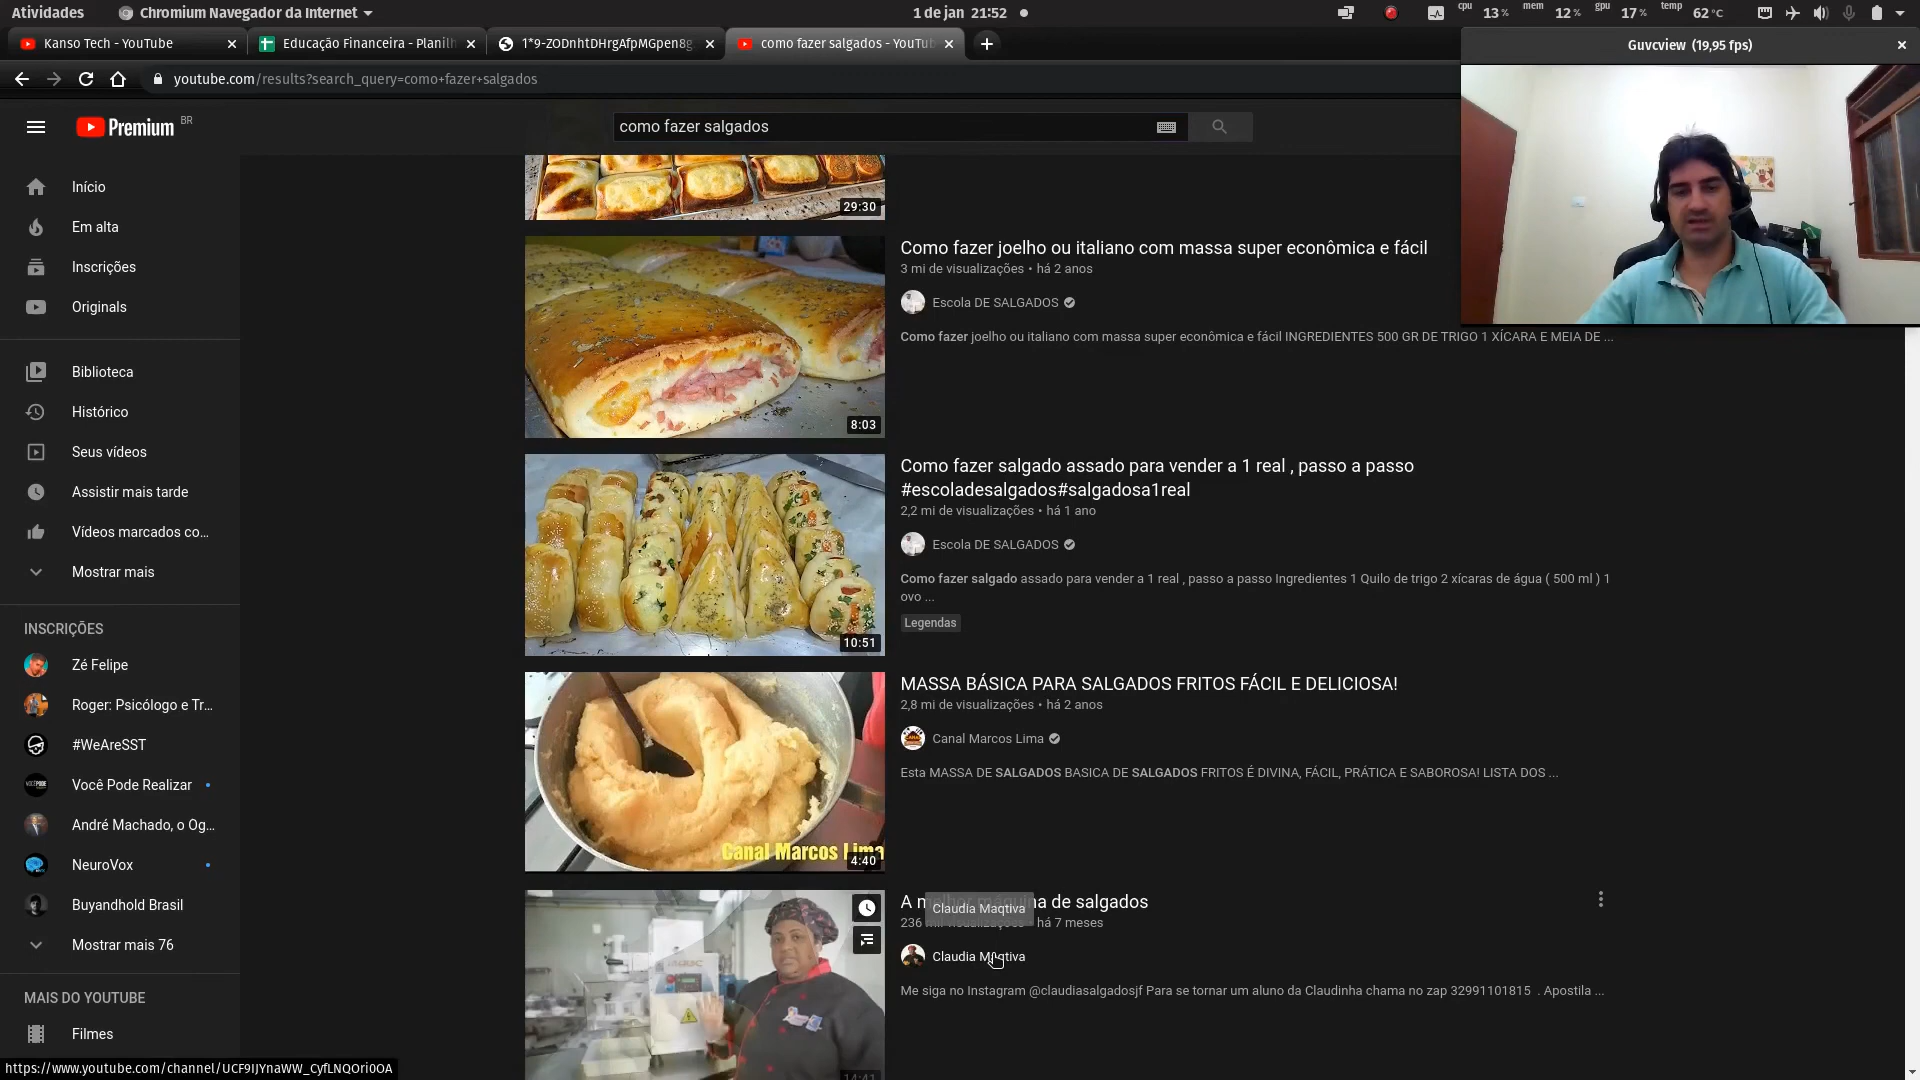 Atividades
Chromium Navegador da Internet
1 de jan 21:52
cpu 13 % mem 12 % gpu 17 % temp 62 °C
Kanso Tech - YouTube
Educação Financeira - Planilh
1*9-ZODnhtDHrgAfpMGpen8g
como fazer salgados - YouTub
Guvcview (19,95 fps)
youtube.com/results?search_query=como+fazer+salgados
Premium BR
como fazer salgados
Início
Em alta
Inscrições
Originals
Biblioteca
Histórico
Seus vídeos
Assistir mais tarde
Vídeos marcados co...
Mostrar mais
INSCRIÇÕES
Zé Felipe
Roger: Psicólogo e Tr...
#WeAreSST
Você Pode Realizar
André Machado, o Og...
NeuroVox
Buyandhold Brasil
Mostrar mais 76
MAIS DO YOUTUBE
Filmes
https://www.youtube.com/channel/UCF9IJYnaWW_CyfLNQOri0OA
29:30
Como fazer joelho ou italiano com massa super econômica e fácil
3 mi de visualizações • há 2 anos
Escola DE SALGADOS
Como fazer joelho ou italiano com massa super econômica e fácil INGREDIENTES 500 GR DE TRIGO 1 XÍCARA E MEIA DE ...
8:03
Como fazer salgado assado para vender a 1 real , passo a passo
#escoladesalgados#salgadosa1real
2,2 mi de visualizações • há 1 ano
Escola DE SALGADOS
Como fazer salgado assado para vender a 1 real , passo a passo Ingredientes 1 Quilo de trigo 2 xícaras de água ( 500 ml ) 1
ovo ...
Legendas
10:51
MASSA BÁSICA PARA SALGADOS FRITOS FÁCIL E DELICIOSA!
2,8 mi de visualizações • há 2 anos
Canal Marcos Lima
Esta MASSA DE SALGADOS BASICA DE SALGADOS FRITOS É DIVINA, FÁCIL, PRÁTICA E SABOROSA! LISTA DOS ...
Canal Marcos Lima
4:40
A melhor máquina de salgados
Claudia Maqtiva
236 mil visualizações • há 7 meses
Claudia Maqtiva
Me siga no Instagram @claudiasalgadosjf Para se tornar um aluno da Claudinha chama no zap 32991101815 . Apostila ...
14:41